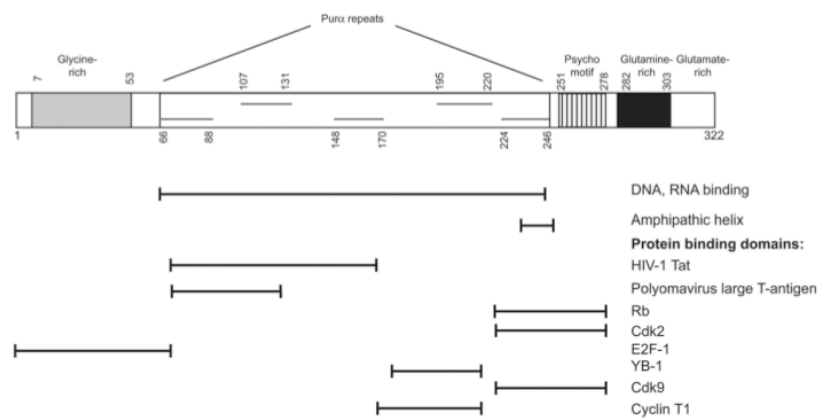 Purα repeats
Glycine-
rich
Psycho
motif
Glutamine-
rich
Glutamate-
rich
7
53
107
131
195
220
251
278
282
303
1
66
88
148
170
224
246
322
DNA, RNA binding
Amphipathic helix
Protein binding domains:
HIV-1 Tat
Polyomavirus large T-antigen
Rb
Cdk2
E2F-1
YB-1
Cdk9
Cyclin T1